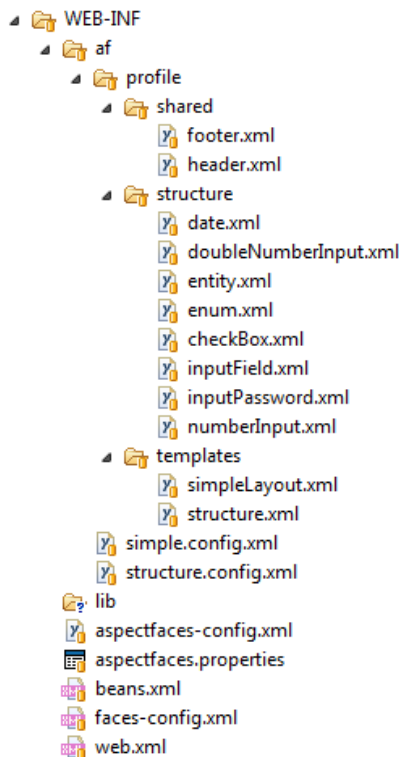 WEB-INF
af
profile
shared
footer.xml
header.xml
structure
date.xml
doubleNumberInput.xml
entity.xml
enum.xml
checkBox.xml
inputField.xml
inputPassword.xml
numberInput.xml
templates
simpleLayout.xml
structure.xml
simple.config.xml
structure.config.xml
lib
aspectfaces-config.xml
aspectfaces.properties
beans.xml
faces-config.xml
web.xml